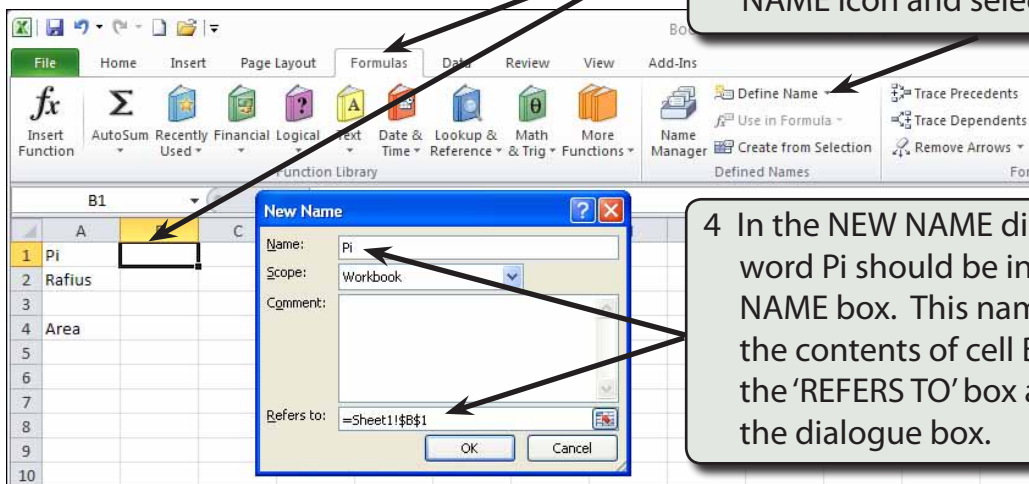 NAME icon and selec
File Home Insert Page Layout Formulas Data Review View Add-Ins
Insert Function AutoSum Recently Used Financial Logical Text Date & Time Lookup & Reference Math & Trig More Functions
Function Library
Name Manager
Define Name
Use in Formula
Create from Selection
Defined Names
Trace Precedents
Trace Dependents
Remove Arrows
B1
A C
1 Pi
2 Rafius
3
4 Area
5
6
7
8
9
10
New Name
Name: Pi
Scope: Workbook
Comment:
Refers to: =Sheet1!$B$1
OK Cancel
4 In the NEW NAME di
word Pi should be in
NAME box. This nam
the contents of cell
the 'REFERS TO' box a
the dialogue box.